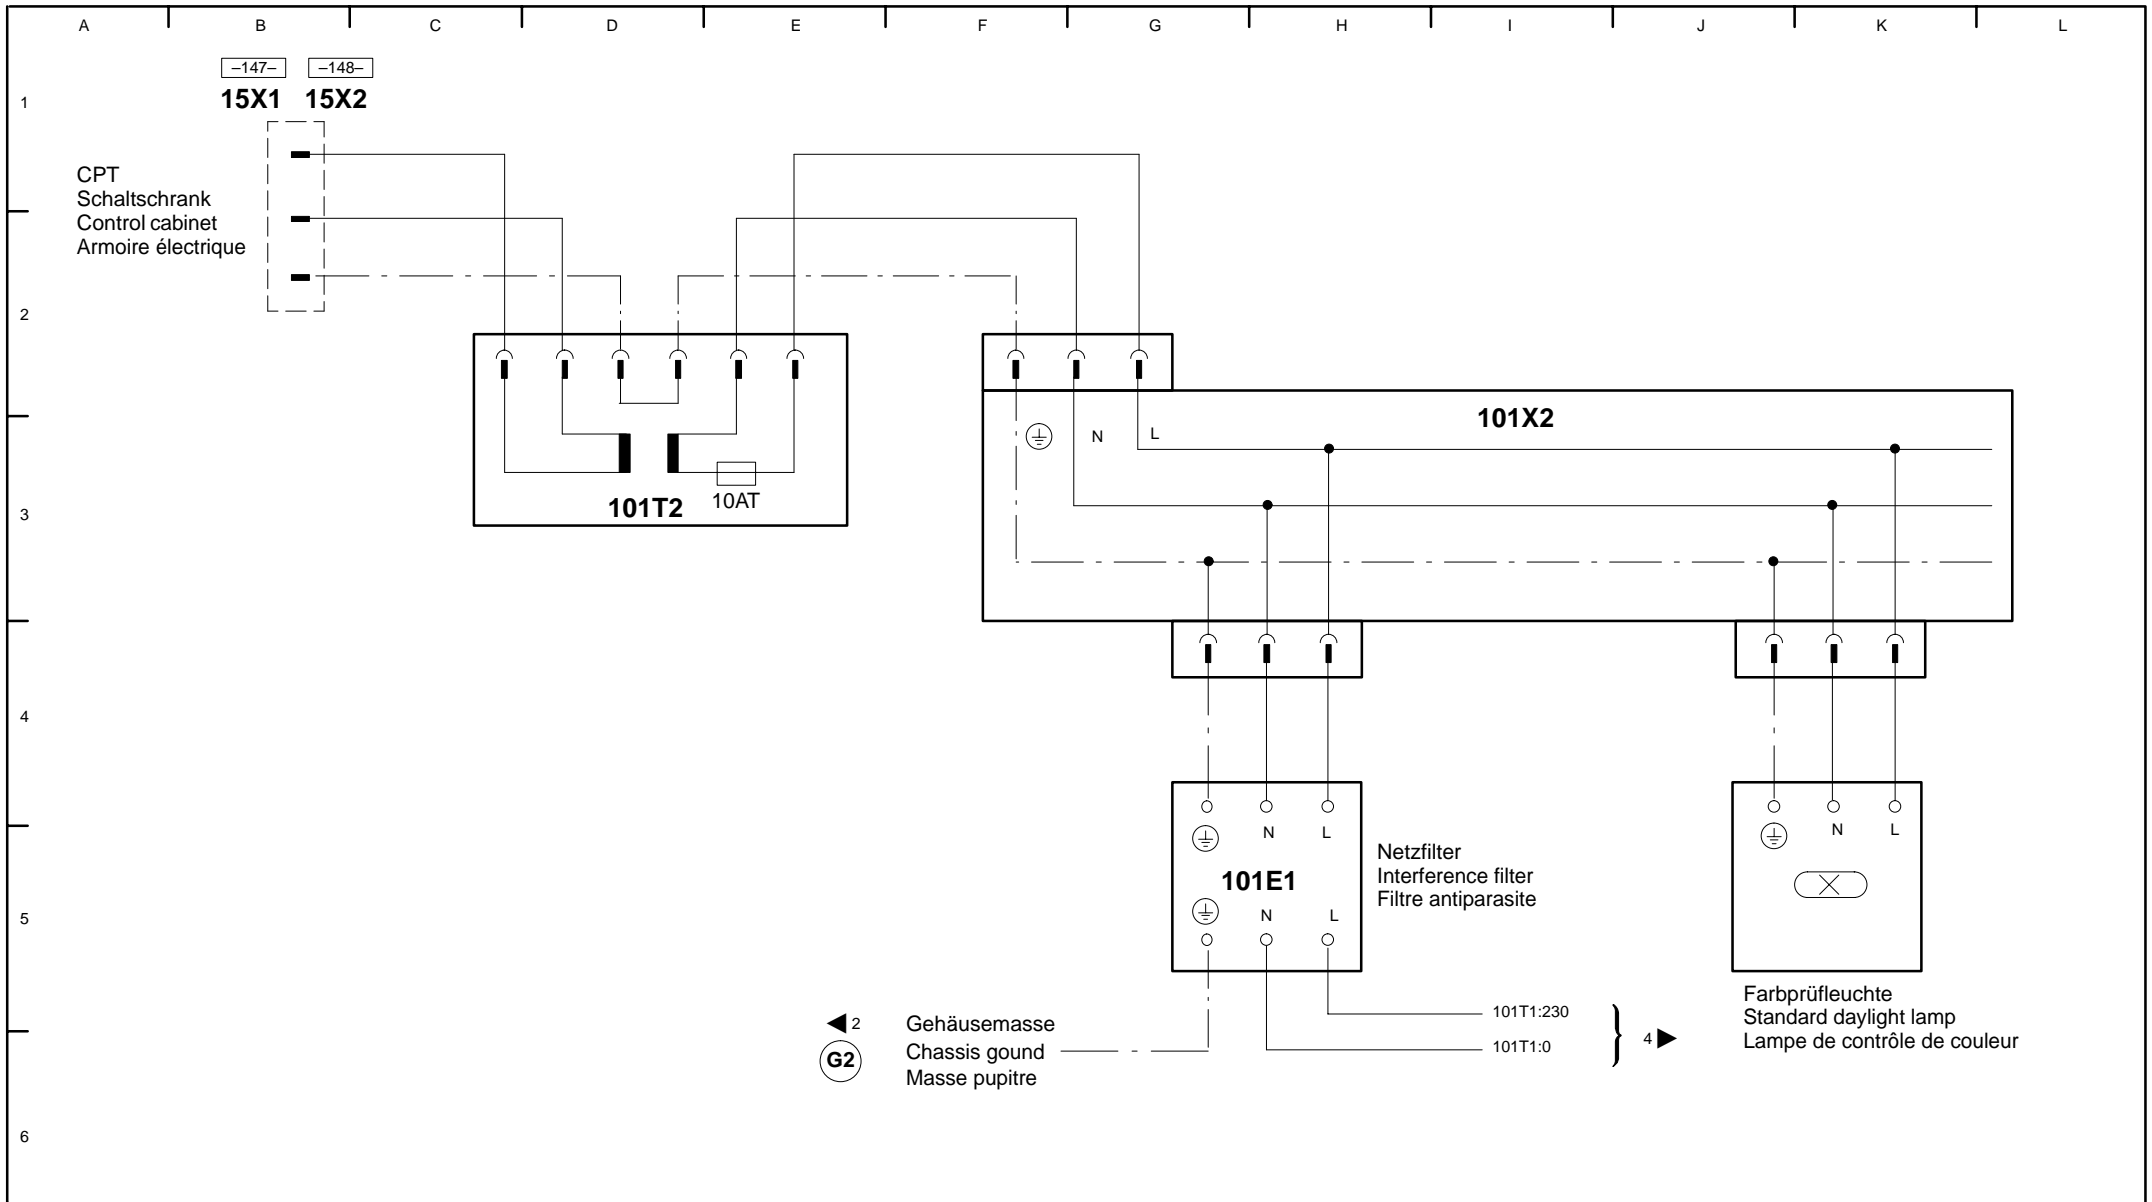 A B C D E F G H I J K L
–147– –148–
1
15X1 15X2
CPT
Schaltschrank
Control cabinet
Armoire électrique
2
101X2
N L
101T2 10AT
3
4
N L
N L
Netzfilter
Interference filter
Filtre antiparasite
101E1
5
N L
Farbprüfleuchte
Standard daylight lamp
Lampe de contrôle de couleur
101T1:230
101T1:0
4
2
G2
Gehäusemasse
Chassis gound
Masse pupitre
6